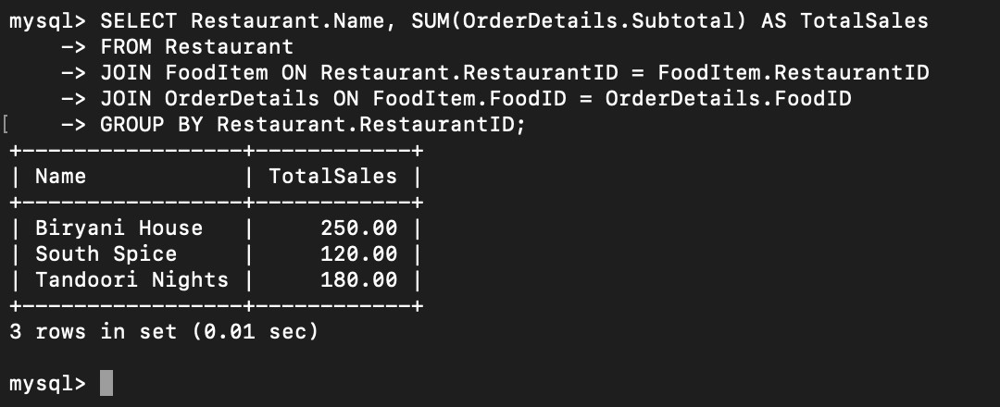 mysql> SELECT Restaurant.Name, SUM(OrderDetails.Subtotal) AS TotalSales
    -> FROM Restaurant
    -> JOIN FoodItem ON Restaurant.RestaurantID = FoodItem.RestaurantID
    -> JOIN OrderDetails ON FoodItem.FoodID = OrderDetails.FoodID
[    -> GROUP BY Restaurant.RestaurantID;
+-----------------+------------+
| Name            | TotalSales |
+-----------------+------------+
| Biryani House   |     250.00 |
| South Spice     |     120.00 |
| Tandoori Nights |     180.00 |
+-----------------+------------+
3 rows in set (0.01 sec)
mysql>